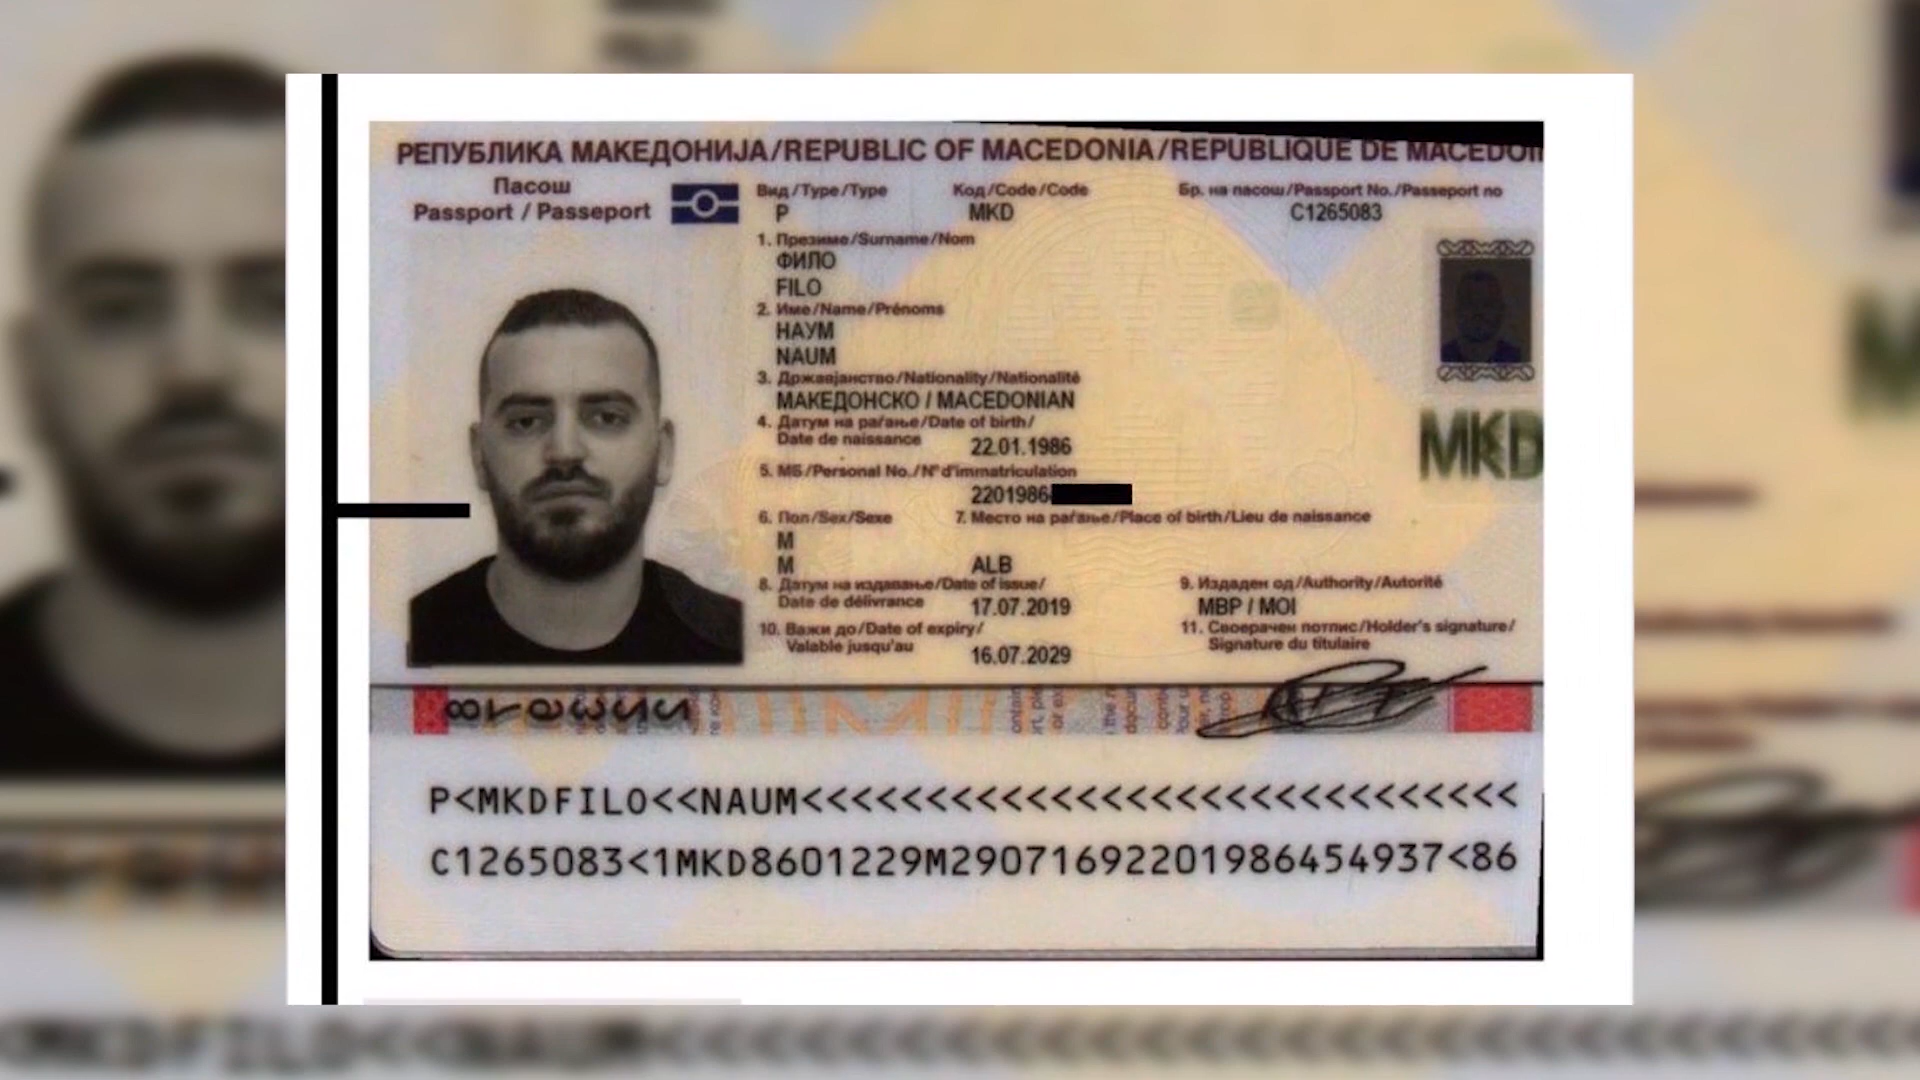 РЕПУБЛИКА МАКЕДОНИЈА/REPUBLIC OF MACEDONIA/REPUBLIQUE DE
Пасош
Passport / Passeport
Вид/Type/Type Код/Code/Code Бр. на пасош/Passport No./Passeport no
P MKD C1265083
1. Презиме/Surname/Nom
ФИЛО
FILO
2. Име/Name/Prénoms
НАУМ
NAUM
3. Државјанство/Nationality/Nationalité
МАКЕДОНСКО / MACEDONIAN
MKD
4. Датум на раѓање/Date of birth/
Date de naissance 22.01.1986
5. МБ/Personal No./N° d'immatriculation
2201986
6. Пол/Sex/Sexe 7. Место на раѓање/Place of birth/Lieu de naissance
М
M ALB
8. Датум на издавање/Date of issue/ 9. Издаден од/Authority/Autorité
Date de délivrance 17.07.2019 МВР / MOI
10. Важи до/Date of expiry/ 11. Своерачен потпис/Holder's signature/
Valable jusqu'au 16.07.2029 Signature du titulaire
P<MKDFILO<<NAUM<<<<<<<<<<<<<<<<<<<<<<<<<<<<<
C1265083<1MKD8601229M29071692201986454937<86